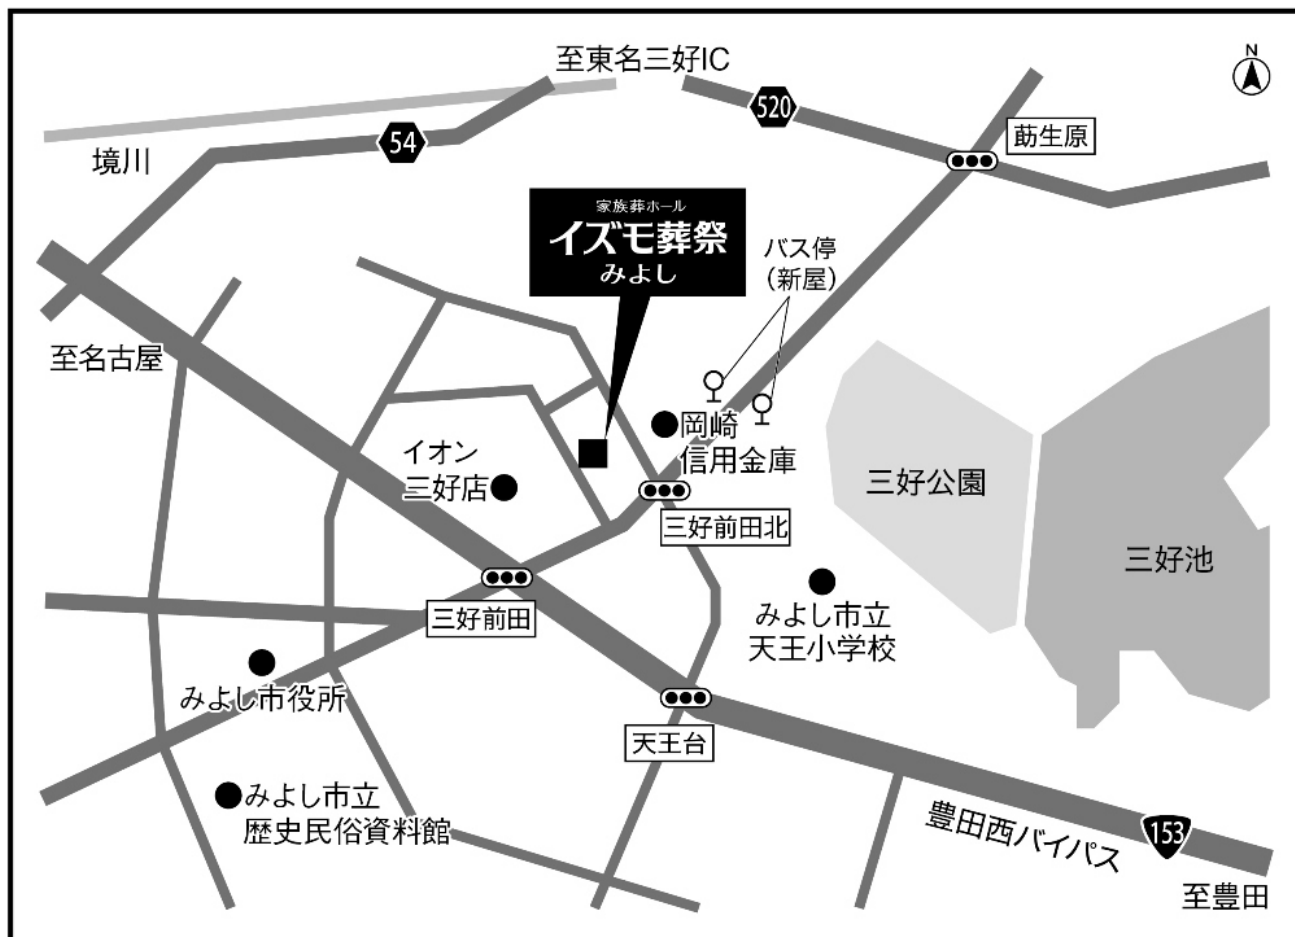 至東名三好IC
N
520
莇生原
54
境川
家族葬ホール
イズモ葬祭
みよし
バス停
（新屋）
至名古屋
岡崎
信用金庫
イオン
三好店
三好公園
三好前田北
三好池
みよし市立
天王小学校
三好前田
みよし市役所
天王台
みよし市立
歴史民俗資料館
豊田西バイパス
153
至豊田